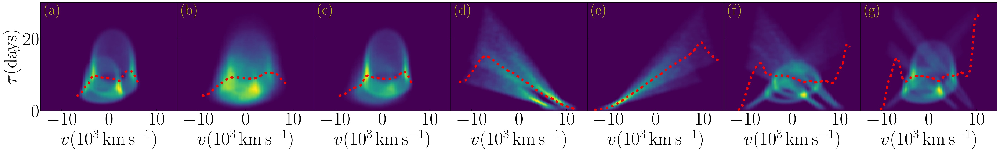 (a) (b) (c) (d) (e) (f) (g)
τ(days)
20
0
−10 0 10 −10 0 10 −10 0 10 −10 0 10 −10 0 10 −10 0 10 −10 0 10
v(10³ km s⁻¹) v(10³ km s⁻¹) v(10³ km s⁻¹) v(10³ km s⁻¹) v(10³ km s⁻¹) v(10³ km s⁻¹) v(10³ km s⁻¹)